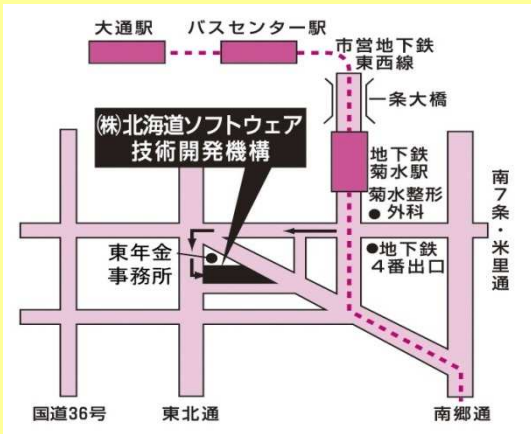 大通駅
バスセンター駅
市営地下鉄
東西線
一条大橋
㈱北海道ソフトウェア
技術開発機構
地下鉄
菊水駅
菊水整形
外科
南7条・米里通
東年金
事務所
地下鉄
4番出口
国道36号
東北通
南郷通